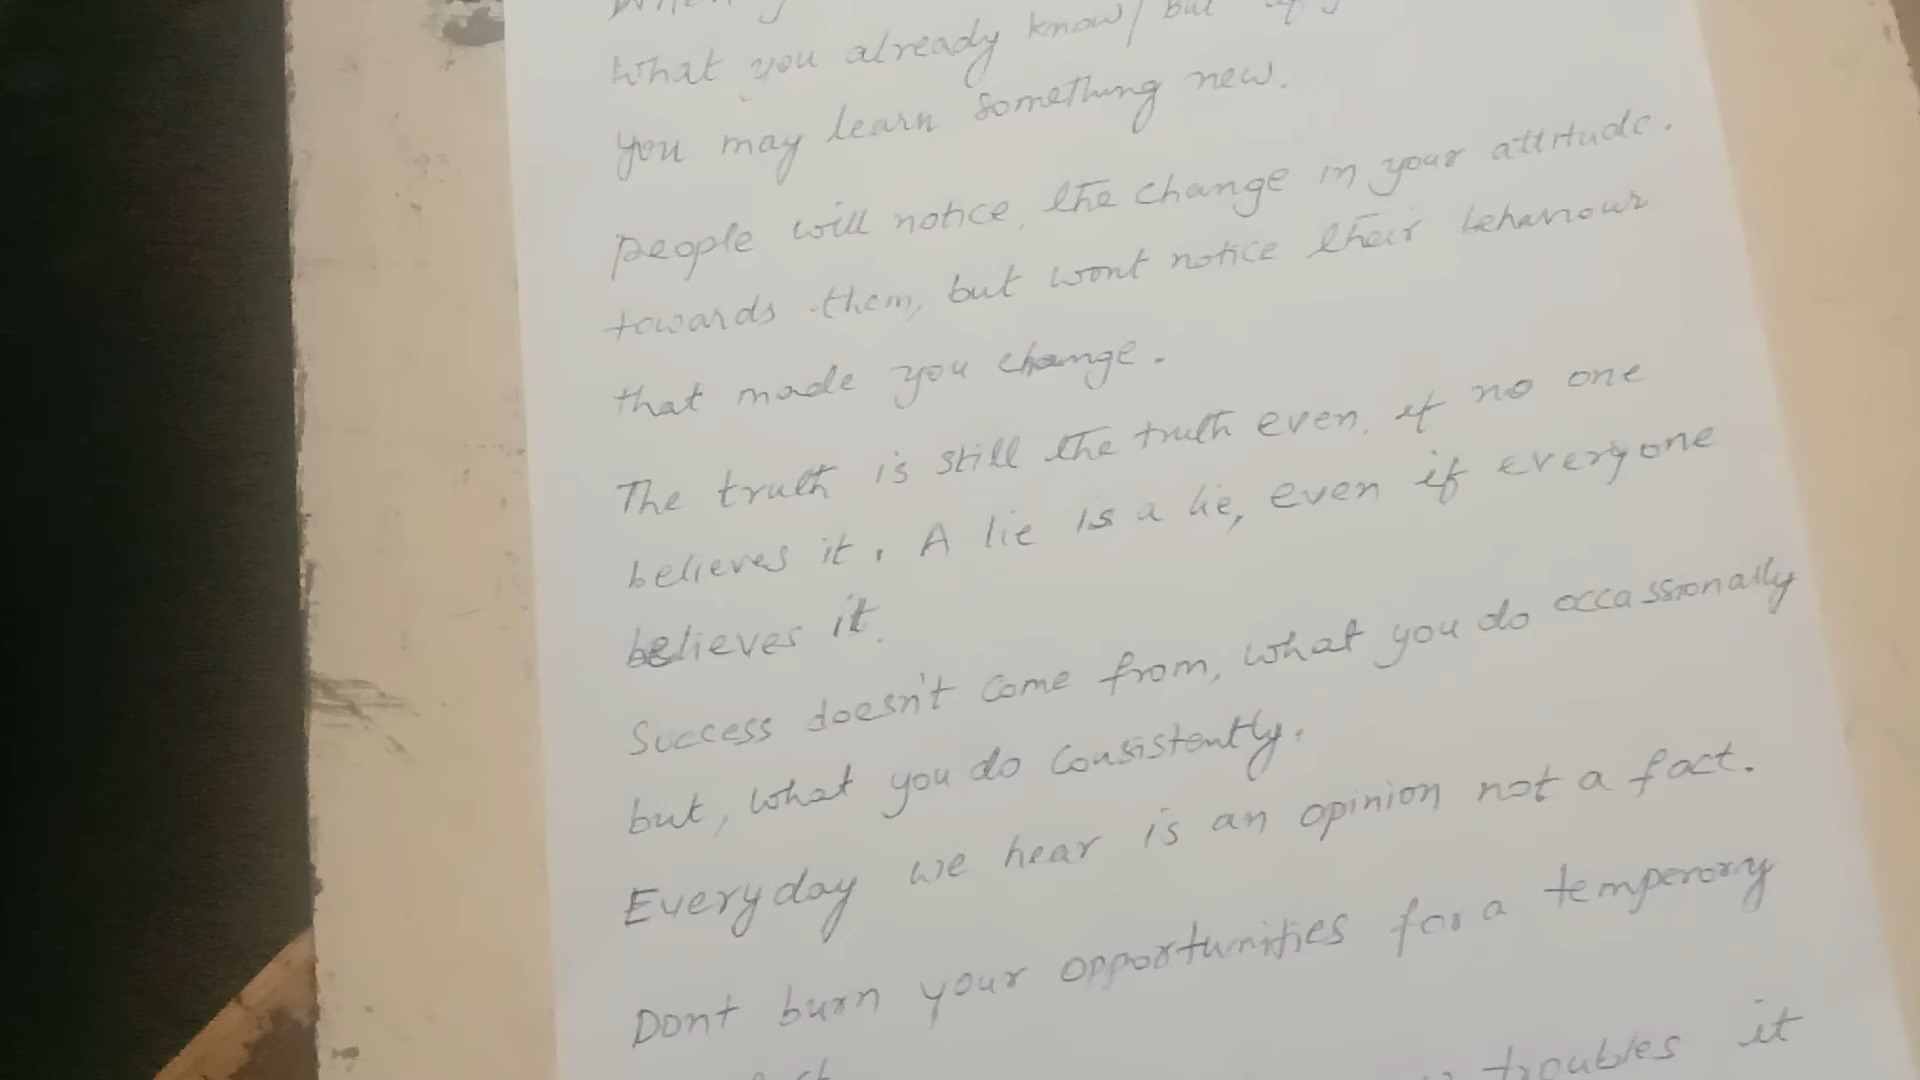 What you already know, but
you may learn something new.
people will notice, the change in your attitude.
towards them, but wont notice their behaviour
that made you change.
The truth is still the truth even. if no one
believes it. A lie is a lie, even if everyone
believes it.
Success doesn't come from, what you do occassionally
but, what you do consistently.
Everyday we hear is an opinion not a fact.
Dont burn your opportunities for a temperory
troubles it